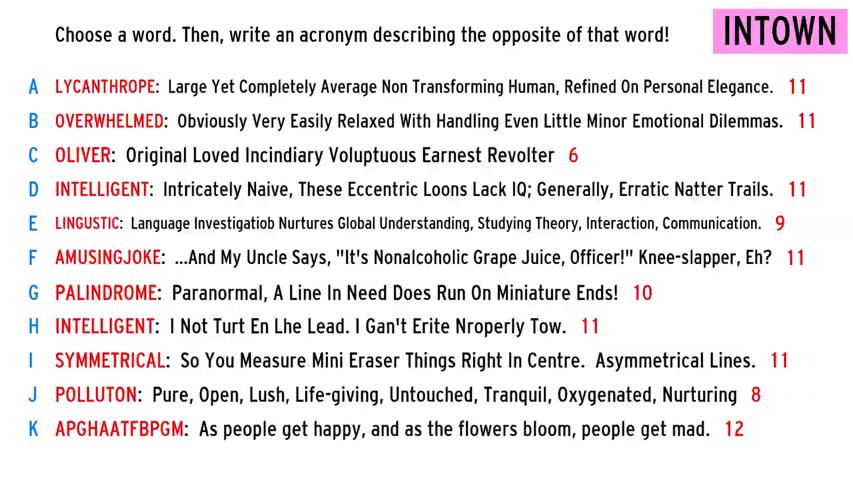 Choose a word. Then, write an acronym describing the opposite of that word!
INTOWN
A LYCANTHROPE: Large Yet Completely Average Non Transforming Human, Refined On Personal Elegance. 11
B OVERWHELMED: Obviously Very Easily Relaxed With Handling Even Little Minor Emotional Dilemmas. 11
C OLIVER: Original Loved Incindiary Voluptuous Earnest Revolter 6
D INTELLIGENT: Intricately Naive, These Eccentric Loons Lack IQ; Generally, Erratic Natter Trails. 11
E LINGUSTIC: Language Investigatiob Nurtures Global Understanding, Studying Theory, Interaction, Communication. 9
F AMUSINGJOKE: ...And My Uncle Says, "It's Nonalcoholic Grape Juice, Officer!" Knee-slapper, Eh? 11
G PALINDROME: Paranormal, A Line In Need Does Run On Miniature Ends! 10
H INTELLIGENT: I Not Turt En Lhe Lead. I Gan't Erite Nroperly Tow. 11
I SYMMETRICAL: So You Measure Mini Eraser Things Right In Centre. Asymmetrical Lines. 11
J POLLUTON: Pure, Open, Lush, Life-giving, Untouched, Tranquil, Oxygenated, Nurturing 8
K APGHAATFBPGM: As people get happy, and as the flowers bloom, people get mad. 12